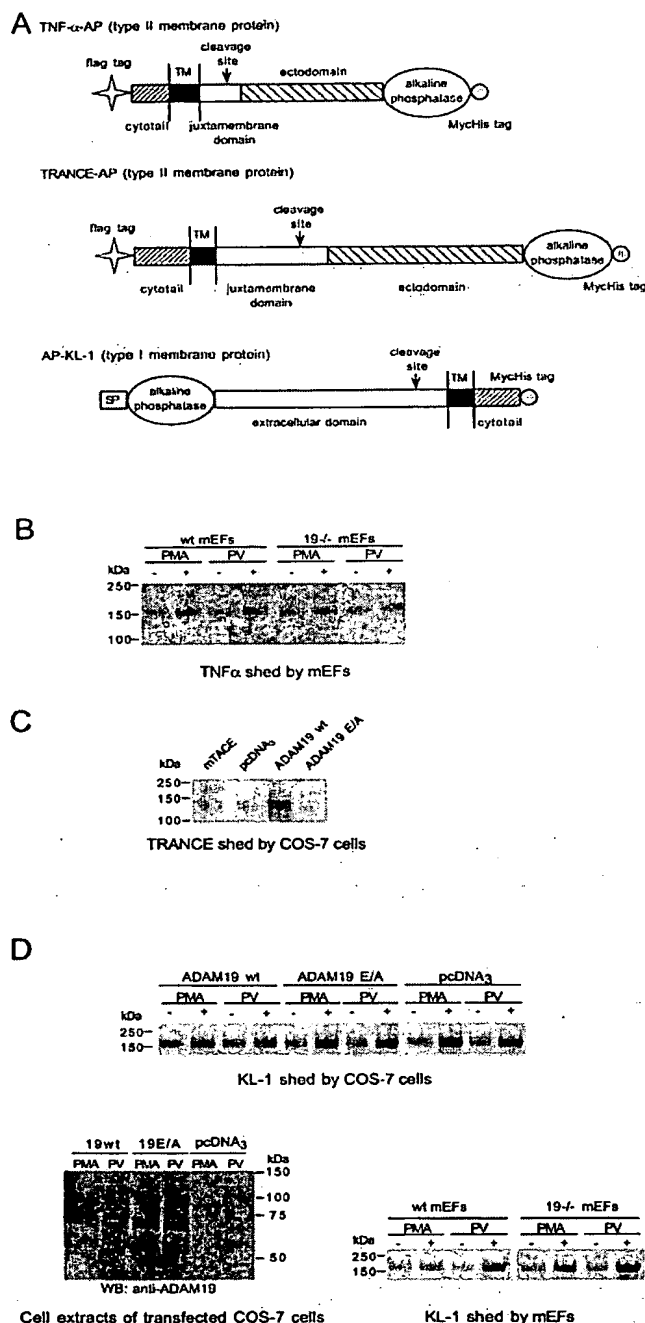 A TNF-α-AP (type II membrane protein)
cleavage
site
flag tag
TM
ectodomain
alkaline
phosphatase
cytotail
juxtamembrane
domain
MycHis tag
TRANCE-AP (type II membrane protein)
cleavage
site
flag tag
TM
alkaline
phosphatase
cytotail
juxtamembrane
domain
ectodomain
MycHis tag
AP-KL-1 (type I membrane protein)
cleavage
site
TM
MycHis tag
SP
alkaline
phosphatase
extracellular domain
cytotail
B
wt mEFs 19-/- mEFs
PMA PV PMA PV
kDa - + - + - + - +
250
150
100
TNFα shed by mEFs
C
mTACE pcDNA3 ADAM19 wt ADAM19 E/A
kDa
250
150
100
TRANCE shed by COS-7 cells
D
ADAM19 wt ADAM19 E/A pcDNA3
PMA PV PMA PV PMA PV
kDa - + - + - + - + - + - +
250
150
KL-1 shed by COS-7 cells
19wt 19E/A pcDNA3
PMA PV PMA PV PMA PV kDa
150
100
75
50
WB: anti-ADAM19
Cell extracts of transfected COS-7 cells
wt mEFs 19-/- mEFs
PMA PV PMA PV
kDa - + - + - + - +
250
150
KL-1 shed by mEFs